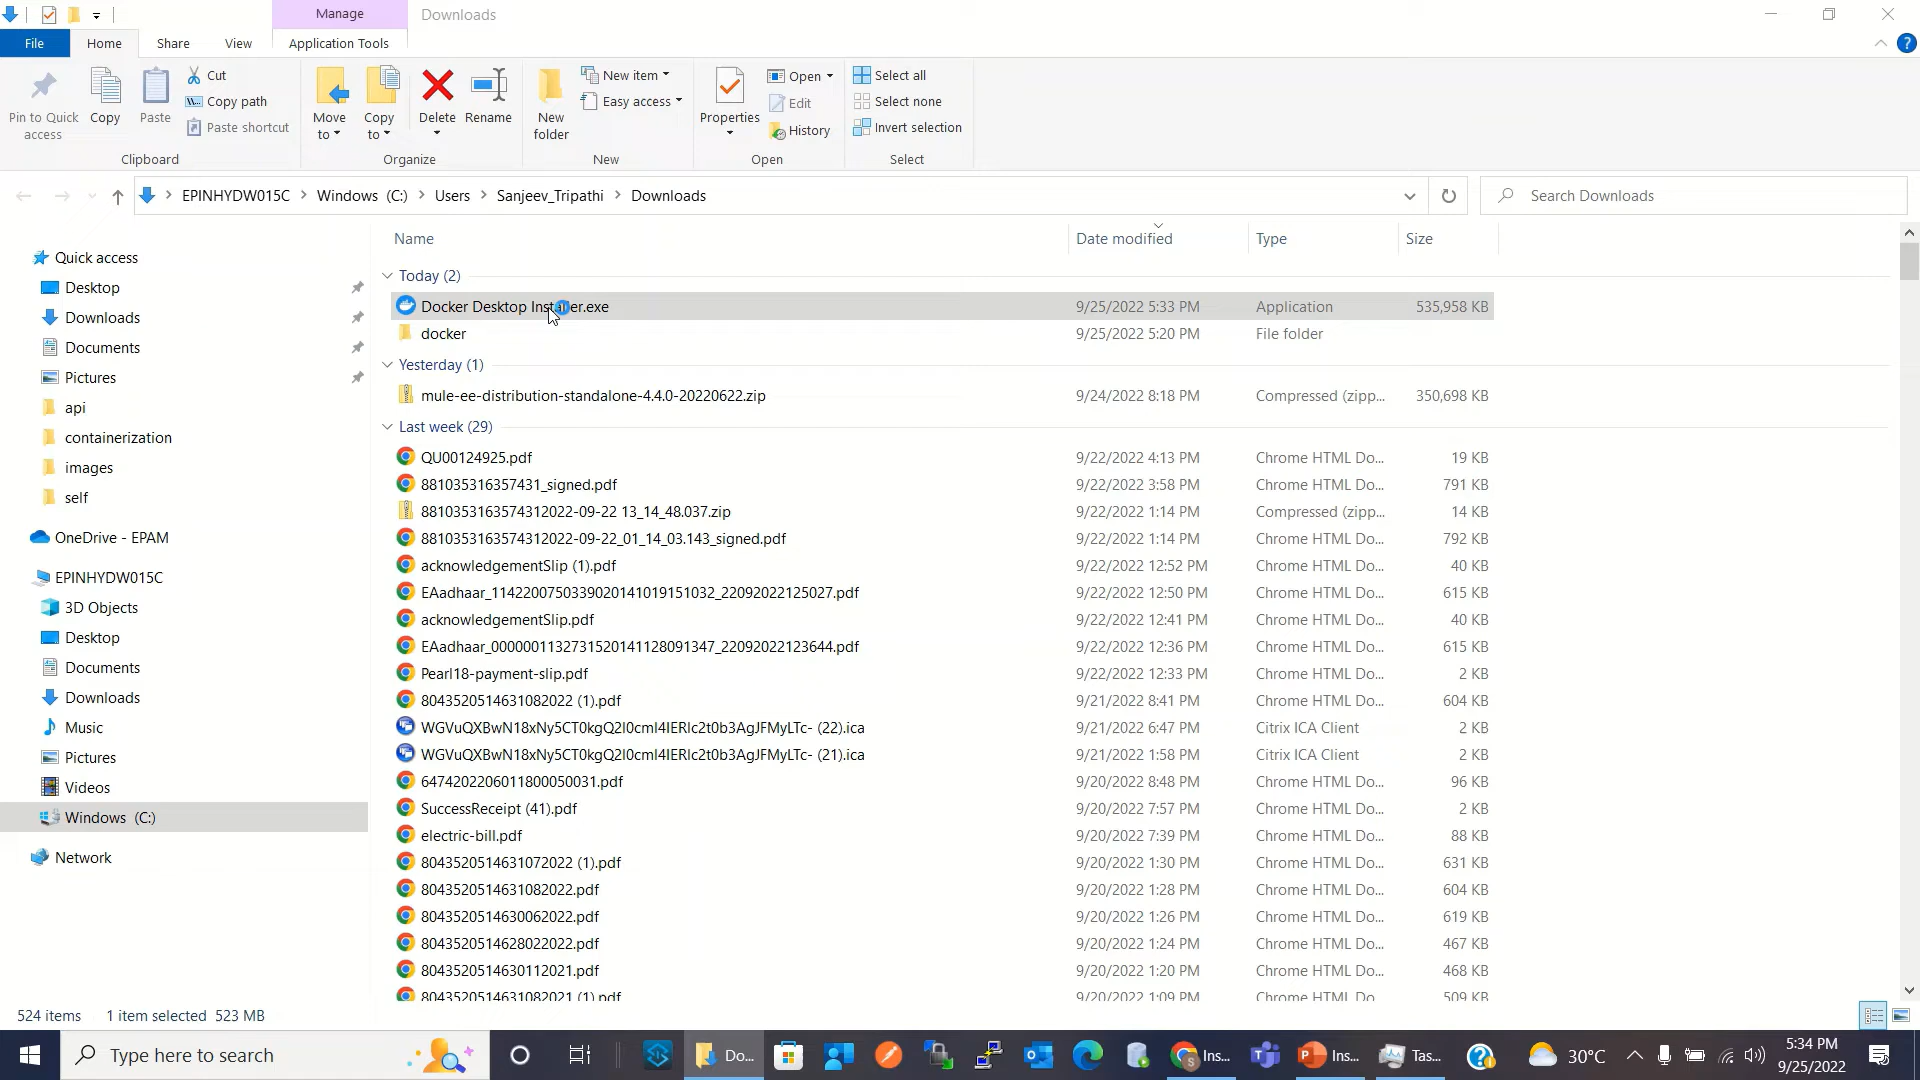 Manage
Downloads
File
Home
Share
View
Application Tools
Pin to Quick access
Copy
Paste
Cut
Copy path
Paste shortcut
Clipboard
Move to
Copy to
Delete
Rename
Organize
New folder
New item
Easy access
New
Properties
Open
Edit
History
Open
Select all
Select none
Invert selection
Select
EPINHYDW015C > Windows (C:) > Users > Sanjeev_Tripathi > Downloads
Search Downloads
Quick access
Desktop
Downloads
Documents
Pictures
api
containerization
images
self
OneDrive - EPAM
EPINHYDW015C
3D Objects
Desktop
Documents
Downloads
Music
Pictures
Videos
Windows (C:)
Network
Name Date modified Type Size
Today (2)
Docker Desktop Installer.exe 9/25/2022 5:33 PM Application 535,958 KB
docker 9/25/2022 5:20 PM File folder
Yesterday (1)
mule-ee-distribution-standalone-4.4.0-20220622.zip 9/24/2022 8:18 PM Compressed (zipp... 350,698 KB
Last week (29)
QU00124925.pdf 9/22/2022 4:13 PM Chrome HTML Do... 19 KB
881035316357431_signed.pdf 9/22/2022 3:58 PM Chrome HTML Do... 791 KB
8810353163574312022-09-22 13_14_48.037.zip 9/22/2022 1:14 PM Compressed (zipp... 14 KB
8810353163574312022-09-22_01_14_03.143_signed.pdf 9/22/2022 1:14 PM Chrome HTML Do... 792 KB
acknowledgementSlip (1).pdf 9/22/2022 12:52 PM Chrome HTML Do... 40 KB
EAadhaar_1142200750339020141019151032_22092022125027.pdf 9/22/2022 12:50 PM Chrome HTML Do... 615 KB
acknowledgementSlip.pdf 9/22/2022 12:41 PM Chrome HTML Do... 40 KB
EAadhaar_0000001132731520141128091347_22092022123644.pdf 9/22/2022 12:36 PM Chrome HTML Do... 615 KB
Pearl18-payment-slip.pdf 9/22/2022 12:33 PM Chrome HTML Do... 2 KB
8043520514631082022 (1).pdf 9/21/2022 8:41 PM Chrome HTML Do... 604 KB
WGVuQXBwN18xNy5CT0kgQ2l0cml4IERlc2t0b3AgJFMyLTc- (22).ica 9/21/2022 6:47 PM Citrix ICA Client 2 KB
WGVuQXBwN18xNy5CT0kgQ2l0cml4IERlc2t0b3AgJFMyLTc- (21).ica 9/21/2022 1:58 PM Citrix ICA Client 2 KB
6474202206011800050031.pdf 9/20/2022 8:48 PM Chrome HTML Do... 96 KB
SuccessReceipt (41).pdf 9/20/2022 7:57 PM Chrome HTML Do... 2 KB
electric-bill.pdf 9/20/2022 7:39 PM Chrome HTML Do... 88 KB
8043520514631072022 (1).pdf 9/20/2022 1:30 PM Chrome HTML Do... 631 KB
8043520514631082022.pdf 9/20/2022 1:28 PM Chrome HTML Do... 604 KB
8043520514630062022.pdf 9/20/2022 1:26 PM Chrome HTML Do... 619 KB
8043520514628022022.pdf 9/20/2022 1:24 PM Chrome HTML Do... 467 KB
8043520514630112021.pdf 9/20/2022 1:20 PM Chrome HTML Do... 468 KB
8043520514631082021 (1).pdf 9/20/2022 1:09 PM Chrome HTML Do 509 KB
524 items 1 item selected 523 MB
Type here to search
Do...
Ins...
Ins...
Tas...
30°C
5:34 PM
9/25/2022